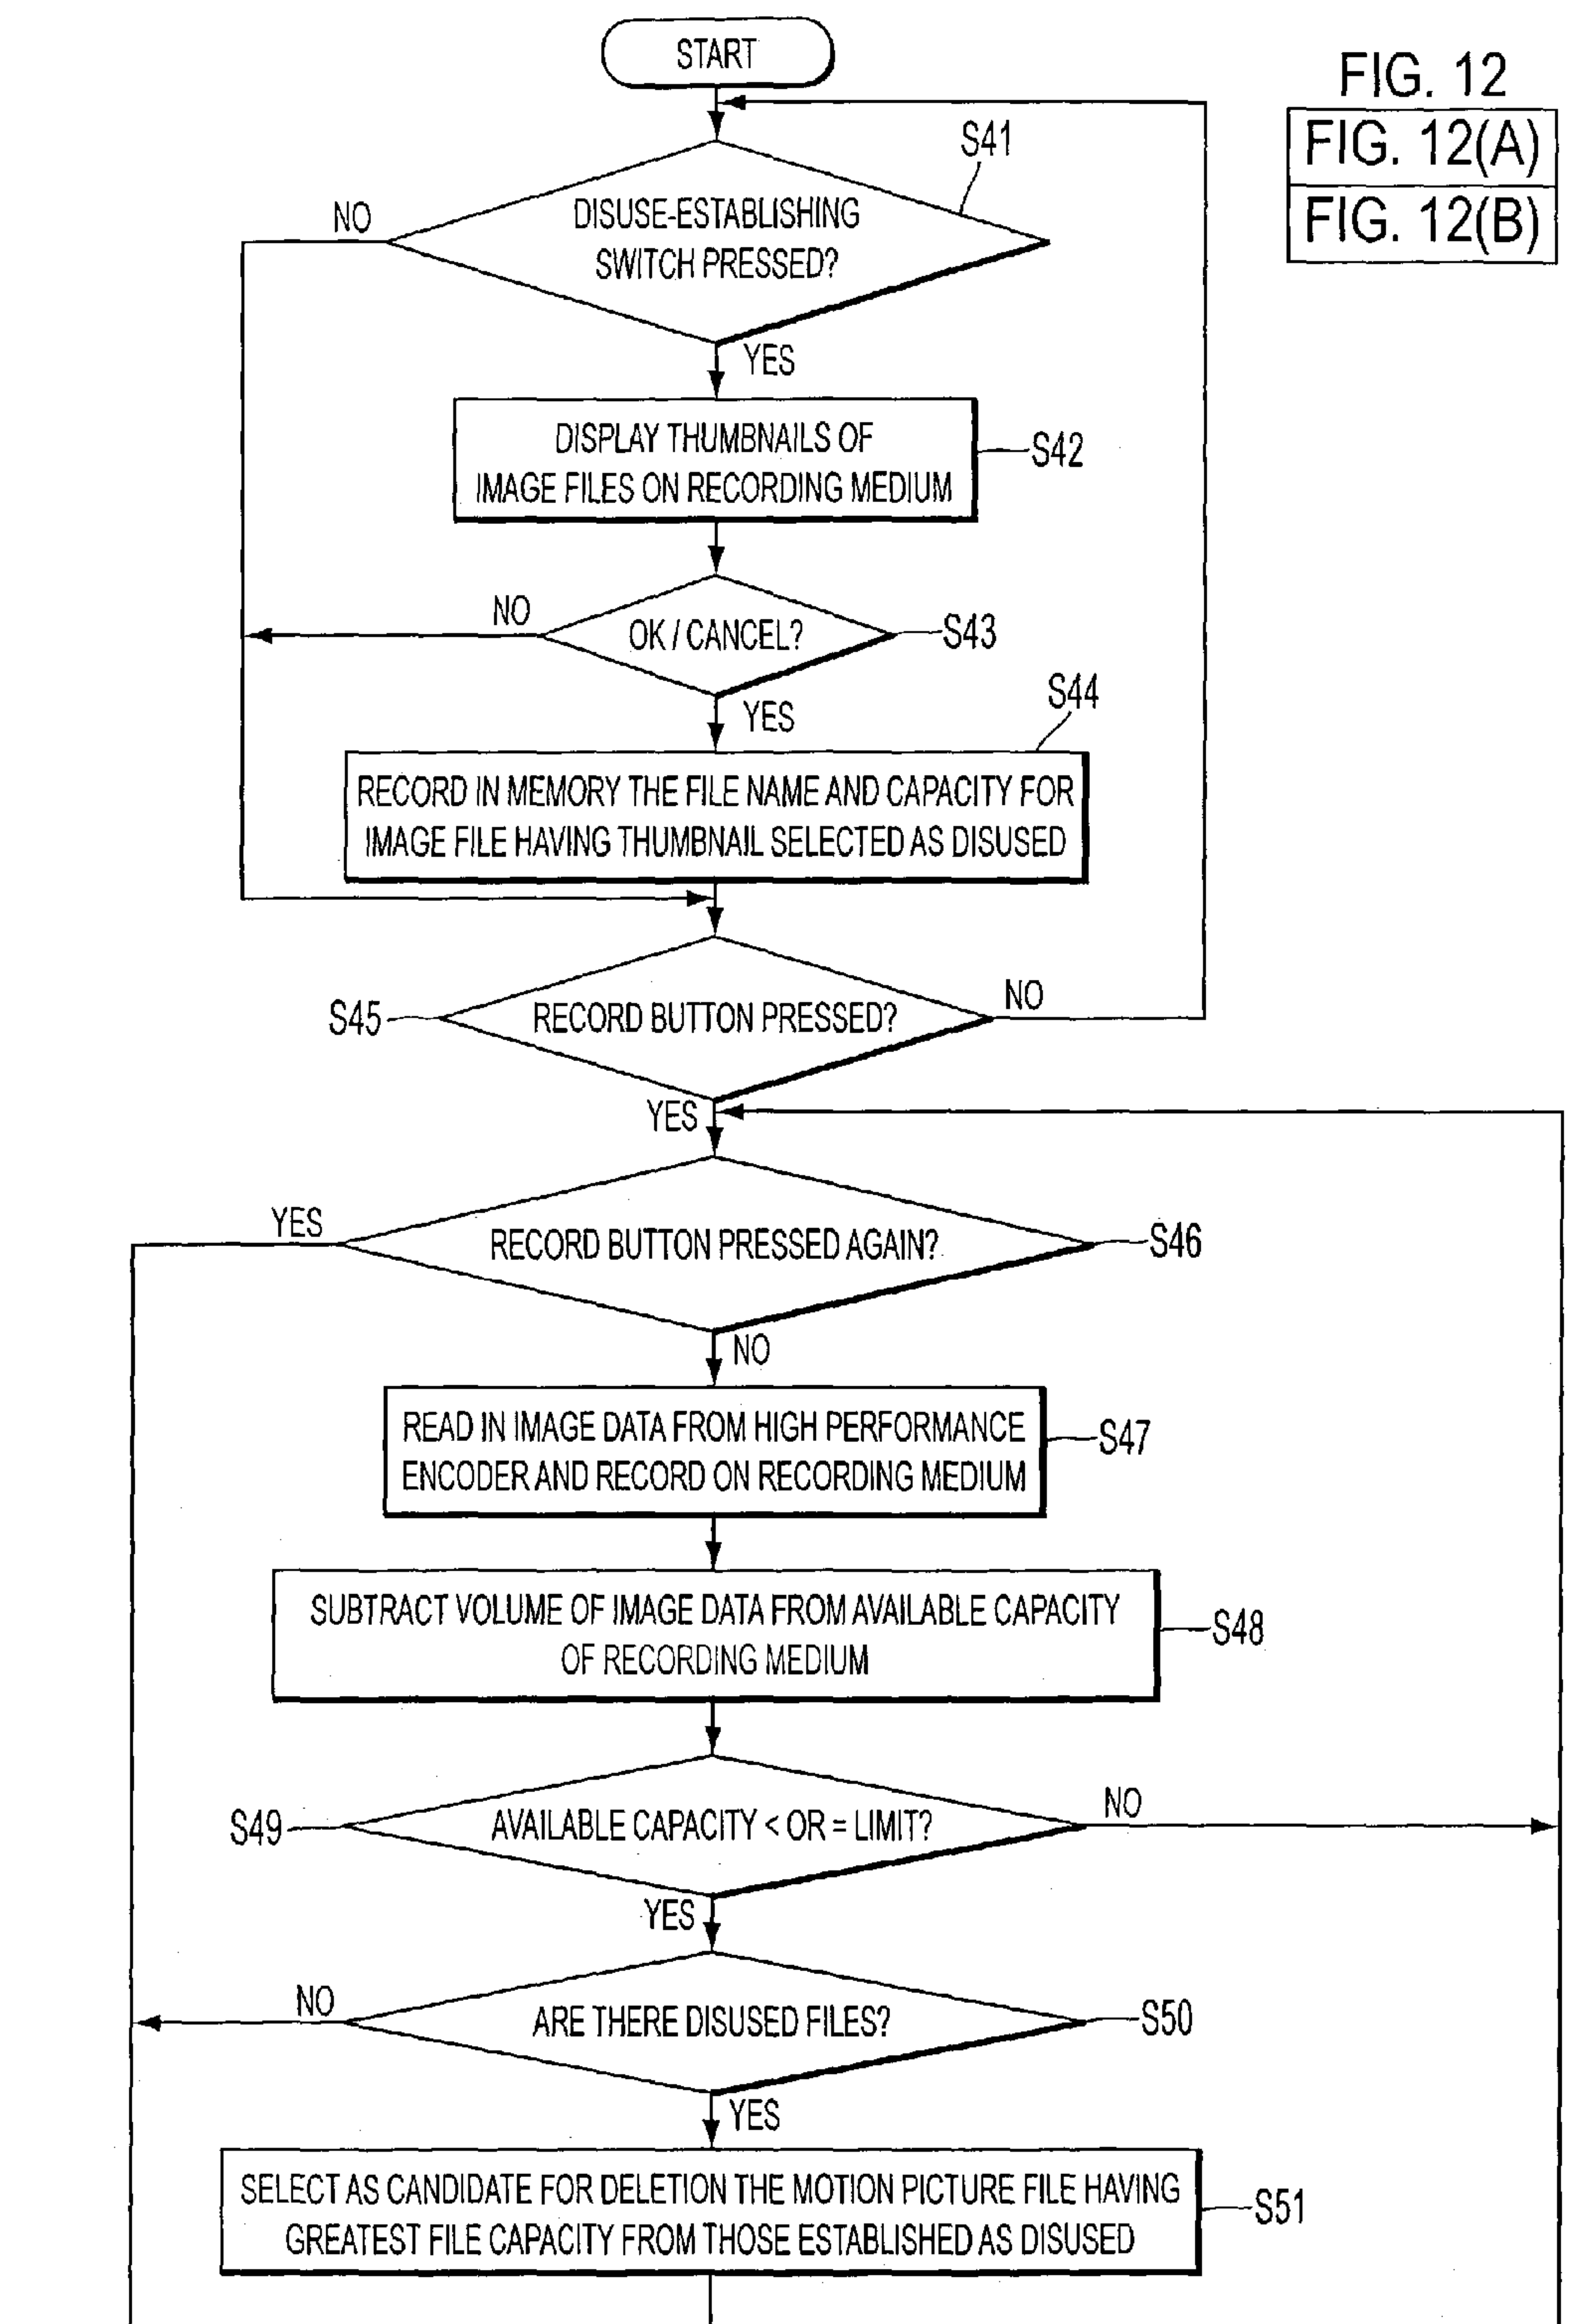 START
FIG. 12
FIG. 12(A)
FIG. 12(B)
S41
NO
DISUSE-ESTABLISHING
SWITCH PRESSED?
YES
DISPLAY THUMBNAILS OF
IMAGE FILES ON RECORDING MEDIUM
S42
NO
OK / CANCEL?
S43
YES
S44
RECORD IN MEMORY THE FILE NAME AND CAPACITY FOR
IMAGE FILE HAVING THUMBNAIL SELECTED AS DISUSED
S45
RECORD BUTTON PRESSED?
NO
YES
YES
RECORD BUTTON PRESSED AGAIN?
S46
NO
READ IN IMAGE DATA FROM HIGH PERFORMANCE
ENCODER AND RECORD ON RECORDING MEDIUM
S47
SUBTRACT VOLUME OF IMAGE DATA FROM AVAILABLE CAPACITY
OF RECORDING MEDIUM
S48
S49
AVAILABLE CAPACITY < OR = LIMIT?
NO
YES
NO
ARE THERE DISUSED FILES?
S50
YES
SELECT AS CANDIDATE FOR DELETION THE MOTION PICTURE FILE HAVING
GREATEST FILE CAPACITY FROM THOSE ESTABLISHED AS DISUSED
S51